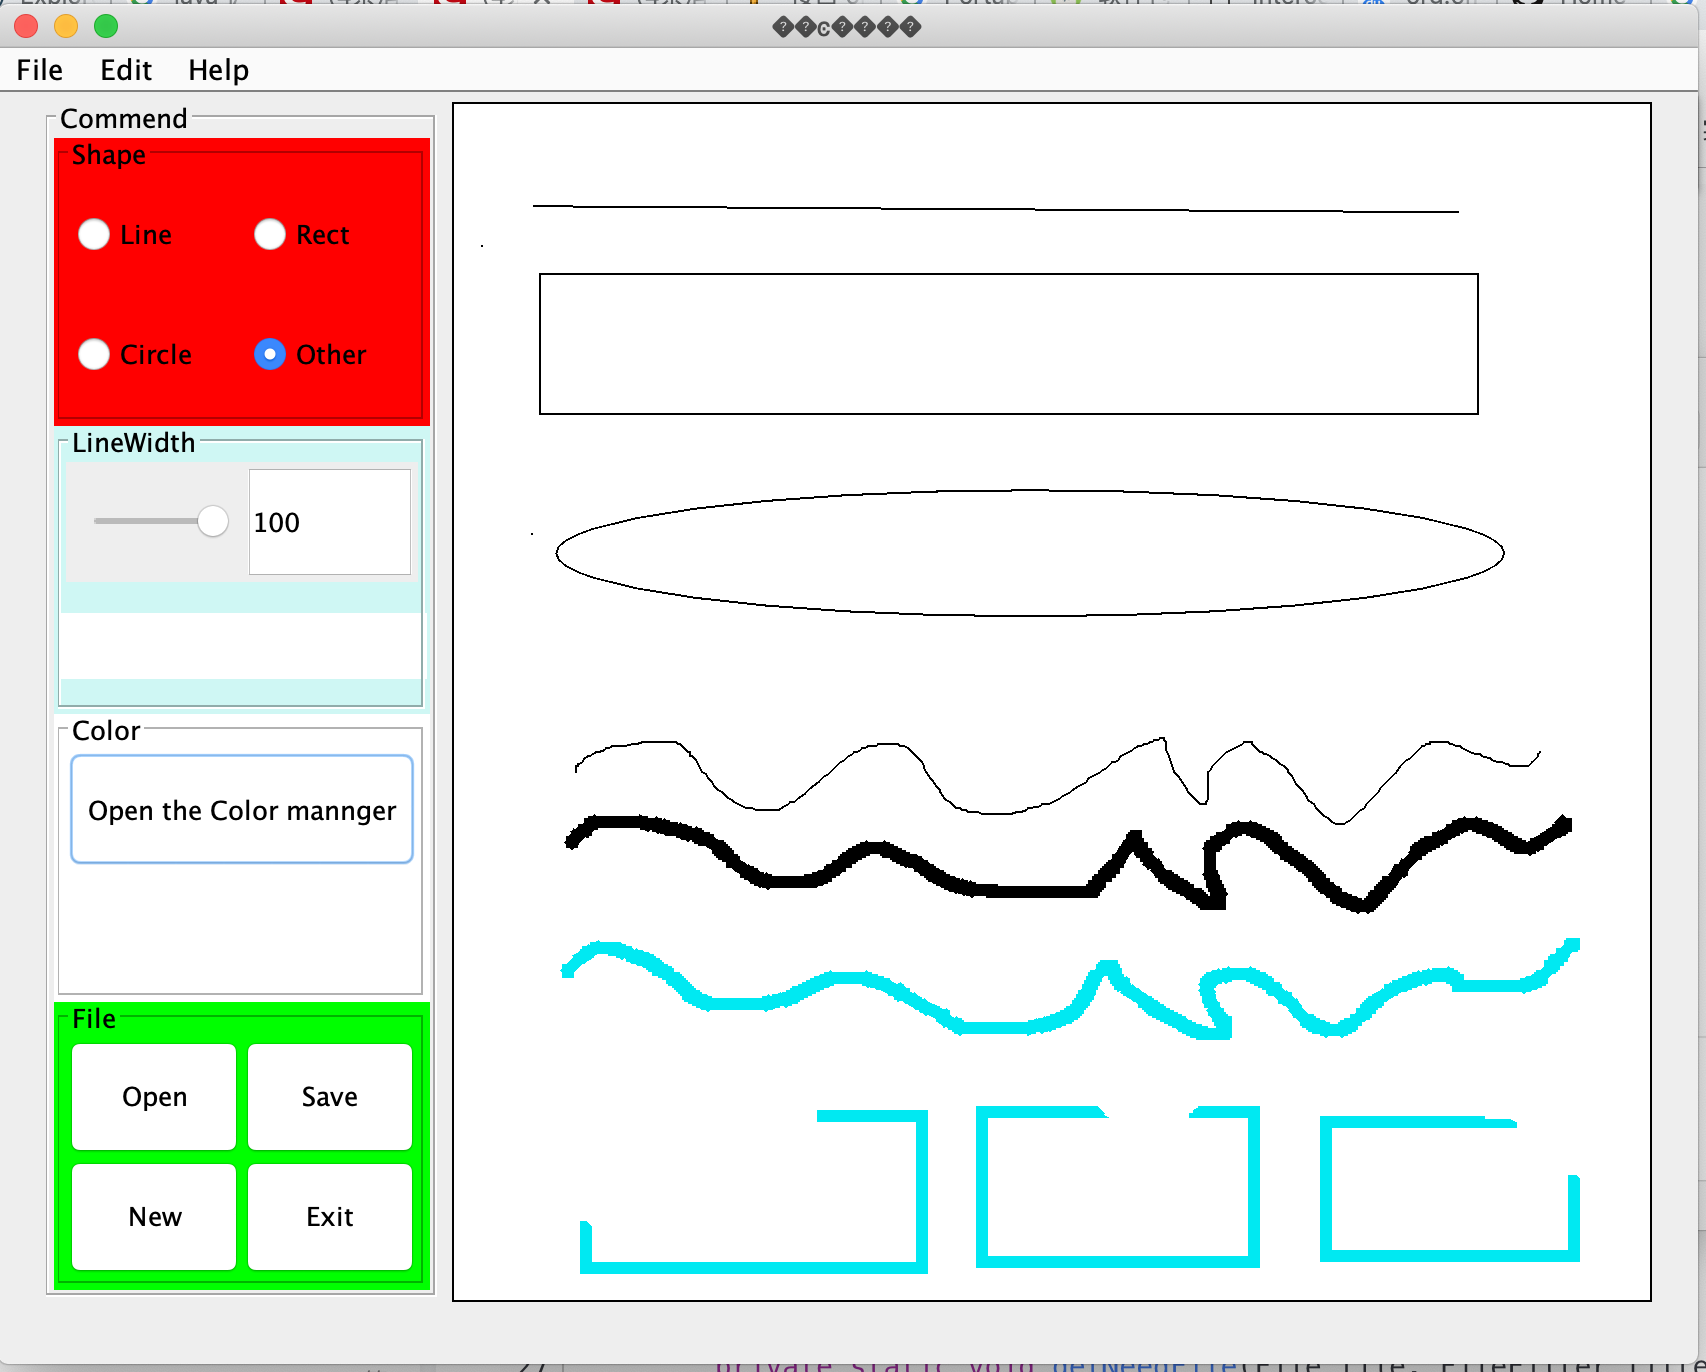 File Edit Help
Commend
Shape
Line Rect
Circle Other
LineWidth
100
Color
Open the Color mannger
File
Open Save
New Exit